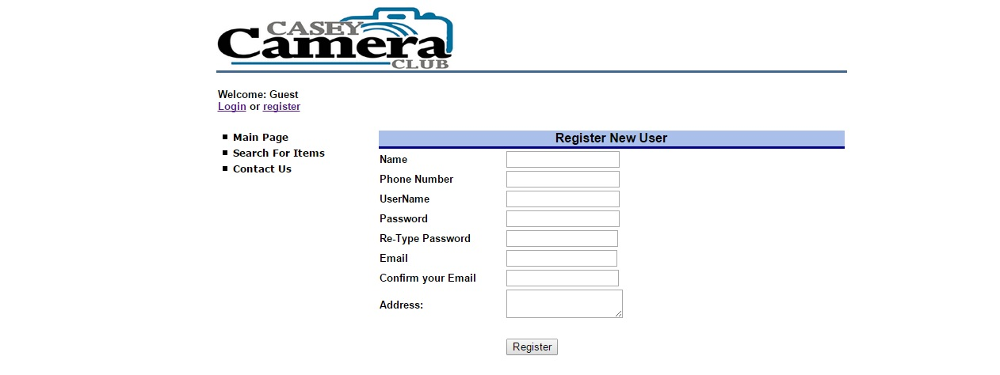 CASEY
Camera
CLUB
Welcome: Guest
Login or register
Main Page
Search For Items
Contact Us
Register New User
Name
Phone Number
UserName
Password
Re-Type Password
Email
Confirm your Email
Address:
Register